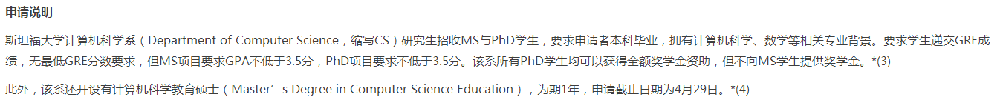 申请说明
斯坦福大学计算机科学系（Department of Computer Science，缩写CS）研究生招收MS与PhD学生，要求申请者本科毕业，拥有计算机科学、数学等相关专业背景。要求学生递交GRE成
绩，无最低GRE分数要求，但MS项目要求GPA不低于3.5分，PhD项目要求不低于3.5分。该系所有PhD学生均可以获得全额奖学金资助，但不向MS学生提供奖学金。*(3)
此外，该系还开设有计算机科学教育硕士（Master’s Degree in Computer Science Education），为期1年，申请截止日期为4月29日。*(4)